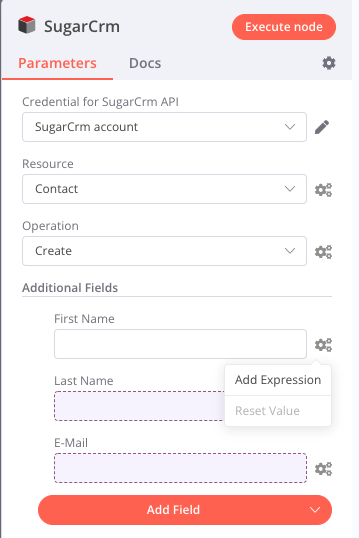 SugarCrm
Execute node
Parameters
Docs
Credential for SugarCrm API
SugarCrm account
Resource
Contact
Operation
Create
Additional Fields
First Name
Add Expression
Last Name
Reset Value
E-Mail
Add Field